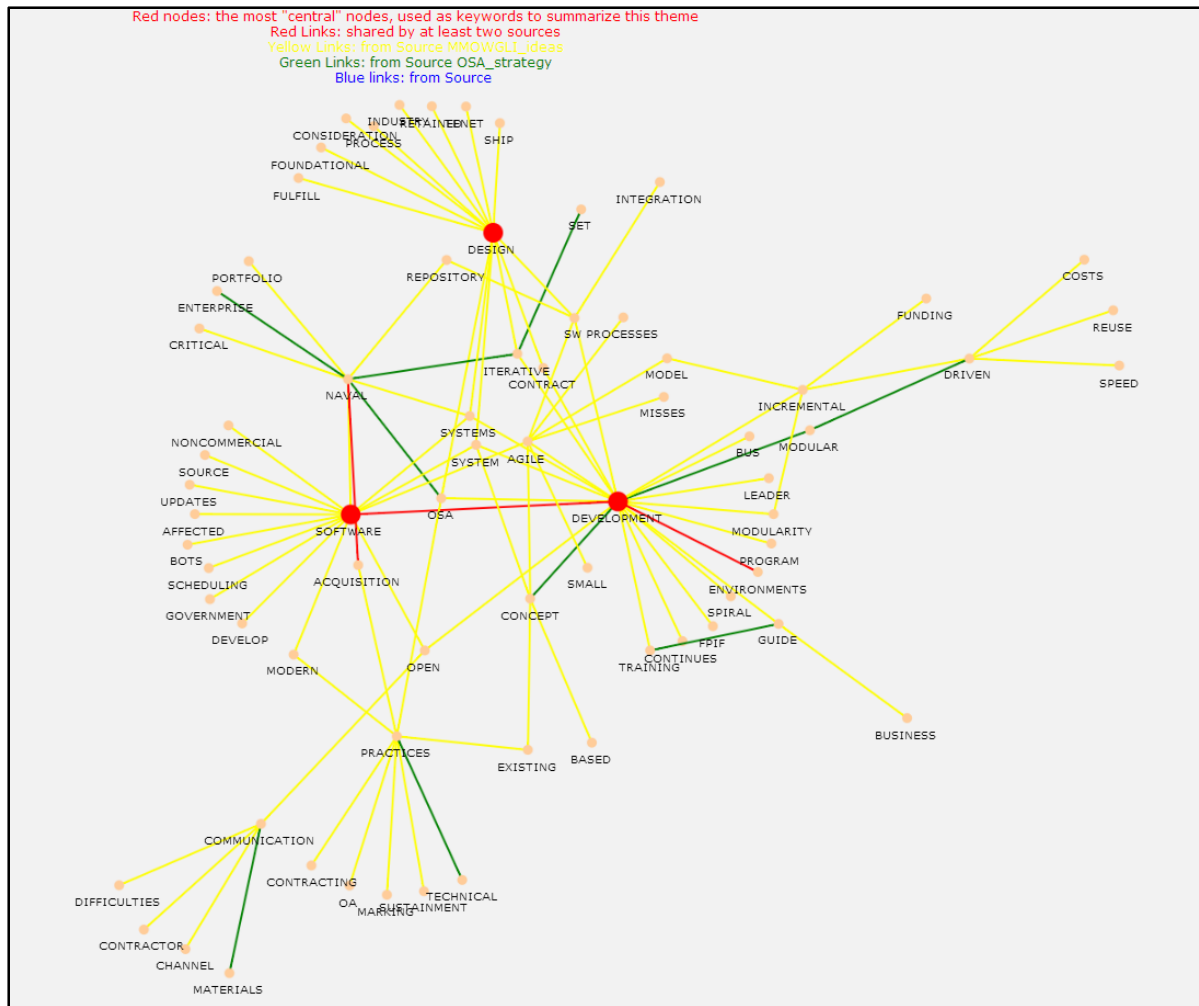 Red nodes: the most "central" nodes, used as keywords to summarize this theme
Red Links: shared by at least two sources
Yellow Links: from Source MMOWGLI_ideas
Green Links: from Source OSA_strategy
Blue links: from Source
INDUSTRY
RETAINED
TENET
CONSIDERATION
PROCESS
SHIP
FOUNDATIONAL
FULFILL
INTEGRATION
SET
DESIGN
REPOSITORY
PORTFOLIO
COSTS
ENTERPRISE
FUNDING
CRITICAL
SW PROCESSES
REUSE
ITERATIVE
CONTRACT
MODEL
DRIVEN
SPEED
NAVAL
INCREMENTAL
MISSES
SYSTEMS
NONCOMMERCIAL
MODULAR
BUS
SYSTEM
AGILE
SOURCE
LEADER
UPDATES
OSA
DEVELOPMENT
MODULARITY
AFFECTED
SOFTWARE
BOTS
PROGRAM
SCHEDULING
ACQUISITION
SMALL
ENVIRONMENTS
GOVERNMENT
CONCEPT
SPIRAL
DEVELOP
FPIF
GUIDE
MODERN
OPEN
TRAINING
CONTINUES
BUSINESS
PRACTICES
EXISTING
BASED
COMMUNICATION
CONTRACTING
DIFFICULTIES
OA
MARKING
SUSTAINMENT
TECHNICAL
CONTRACTOR
CHANNEL
MATERIALS